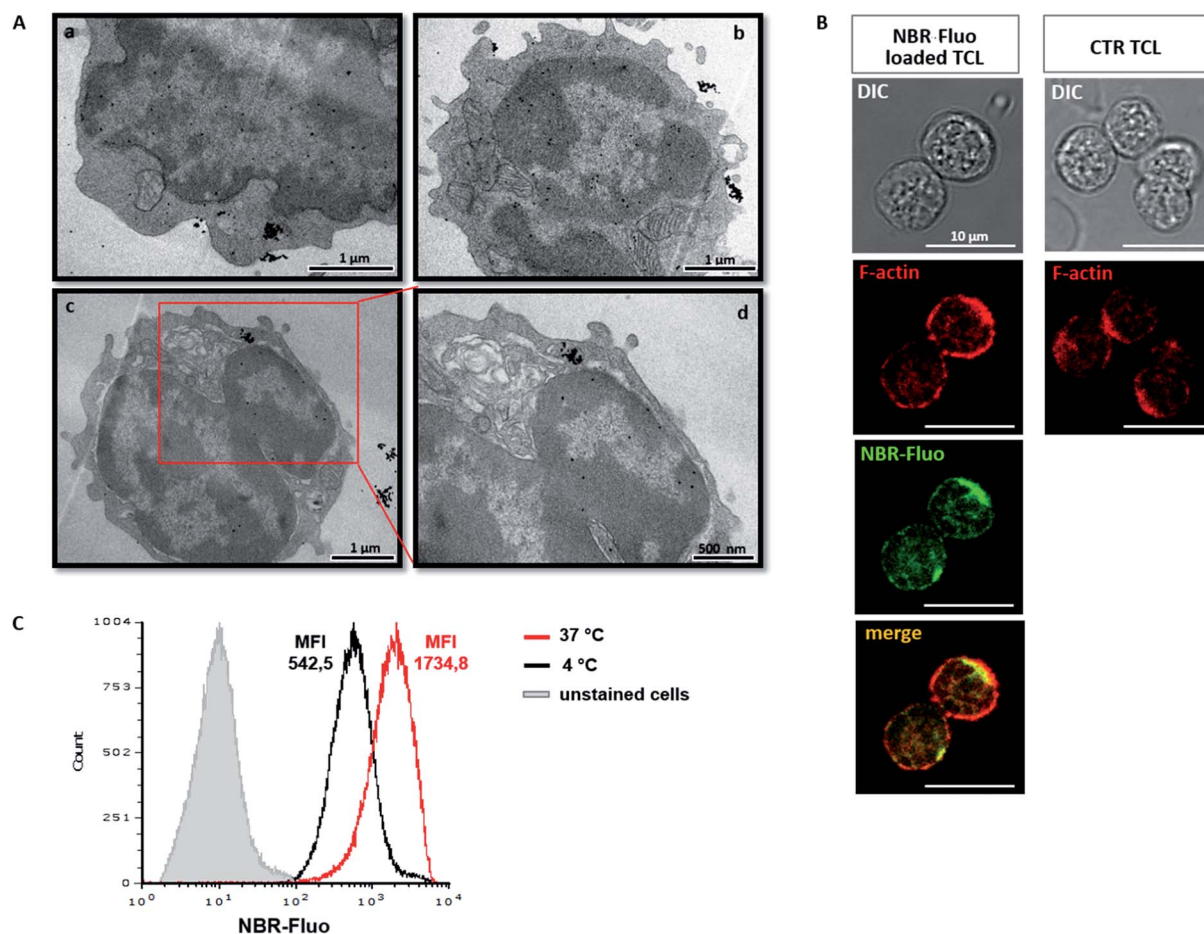 A
a
1 µm
b
1 µm
c
1 µm
d
500 nm
B
NBR-Fluo
loaded TCL
CTR TCL
DIC
10 µm
DIC
F-actin
F-actin
NBR-Fluo
merge
C
1004
753
502
251
0
Count
10⁰
10¹
10²
10³
10⁴
NBR-Fluo
MFI
542,5
MFI
1734,8
37 °C
4 °C
unstained cells